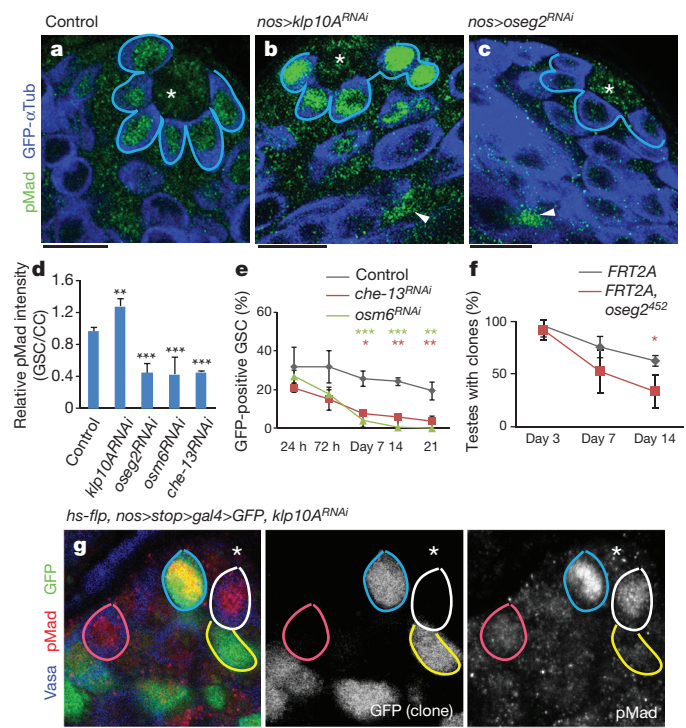 Control
nos>klp10A^RNAi
nos>oseg2^RNAi
pMad GFP-αTub
a
*
b
*
c
*
d
Relative pMad intensity
(GSC/CC)
1.6
1.2
0.8
0.4
0
**
***
***
***
Control
klp10ARNAi
oseg2RNAi
osm6RNAi
che-13RNAi
e
GFP-positive GSC (%)
60
40
20
0
Control
che-13^RNAi
osm6^RNAi
*** *** **
* ** **
24 h 72 h Day 7 14 21
f
Testes with clones (%)
100
50
0
FRT2A
FRT2A,
oseg2^452
*
Day 3 Day 7 Day 14
hs-flp, nos>stop>gal4>GFP, klp10A^RNAi
Vasa pMad GFP
g
*
*
GFP (clone)
*
pMad